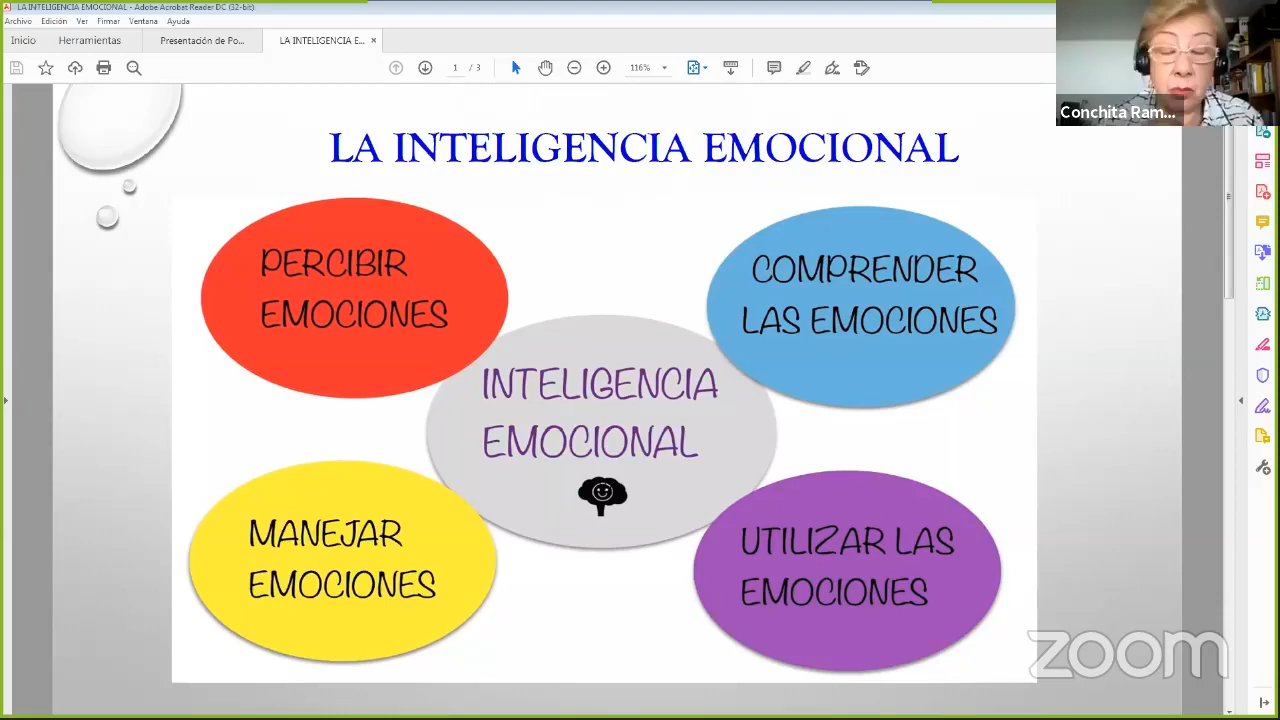 LA INTELIGENCIA EMOCIONAL - Adobe Acrobat Reader DC (32-bit)
Archivo Edición Ver Firmar Ventana Ayuda
Inicio Herramientas Presentación de Po... LA INTELIGENCIA E... ×
1 / 3 116%
Conchita Ram...
LA INTELIGENCIA EMOCIONAL
PERCIBIR
EMOCIONES
COMPRENDER
LAS EMOCIONES
INTELIGENCIA
EMOCIONAL
MANEJAR
EMOCIONES
UTILIZAR LAS
EMOCIONES
zoom